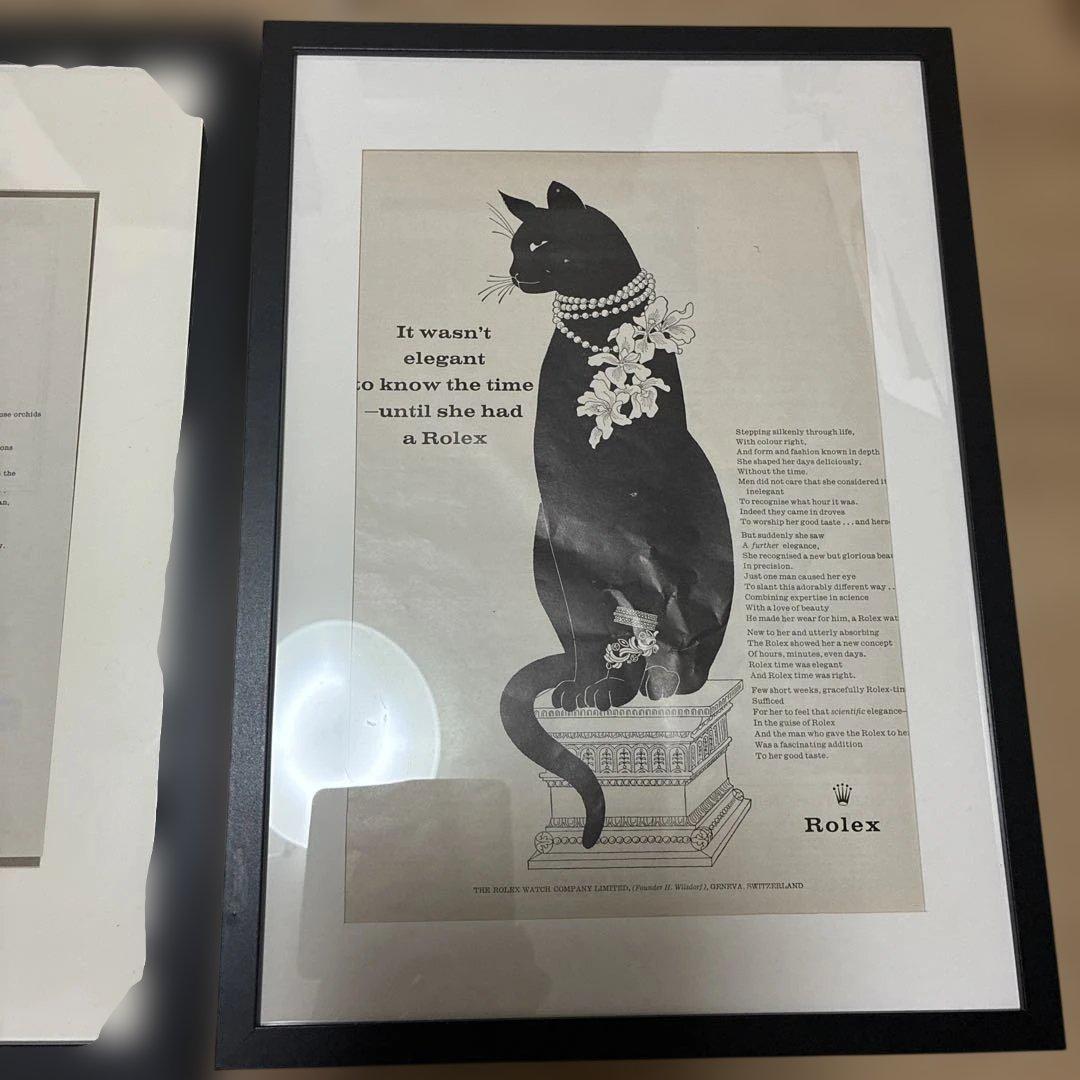 use orchids
ons
the
an,
y.
It wasn't
elegant
to know the time
—until she had
a Rolex
Stepping silkenly through life,
With colour right,
And form and fashion known in depth
She shaped her days deliciously,
Without the time.
Men did not care that she considered it
inelegant
To recognise what hour it was.
Indeed they came in droves
To worship her good taste ... and hers
But suddenly she saw
A further elegance,
She recognised a new but glorious beau
In precision.
Just one man caused her eye
To slant this adorably different way ..
Combining expertise in science
With a love of beauty
He made her wear for him, a Rolex wat
New to her and utterly absorbing
The Rolex showed her a new concept
Of hours, minutes, even days.
Rolex time was elegant
And Rolex time was right.
Few short weeks, gracefully Rolex-tim
Sufficed
For her to feel that scientific elegance—
In the guise of Rolex
And the man who gave the Rolex to her
Was a fascinating addition
To her good taste.
Rolex
THE ROLEX WATCH COMPANY LIMITED, (Founder H. Wilsdorf), GENEVA, SWITZERLAND